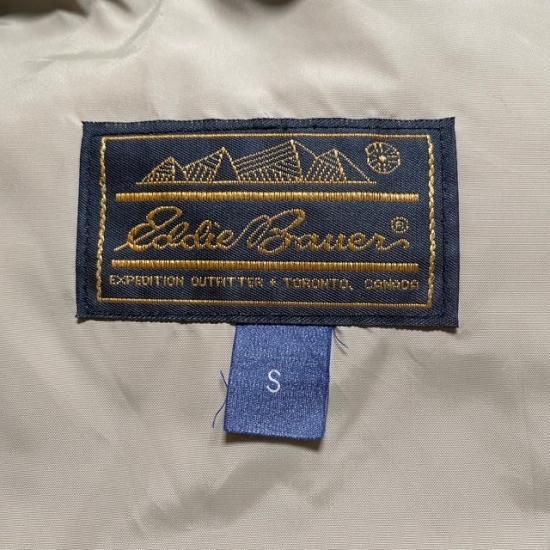 Eddie Bauer®
EXPEDITION OUTFITTER + TORONTO, CANADA
S